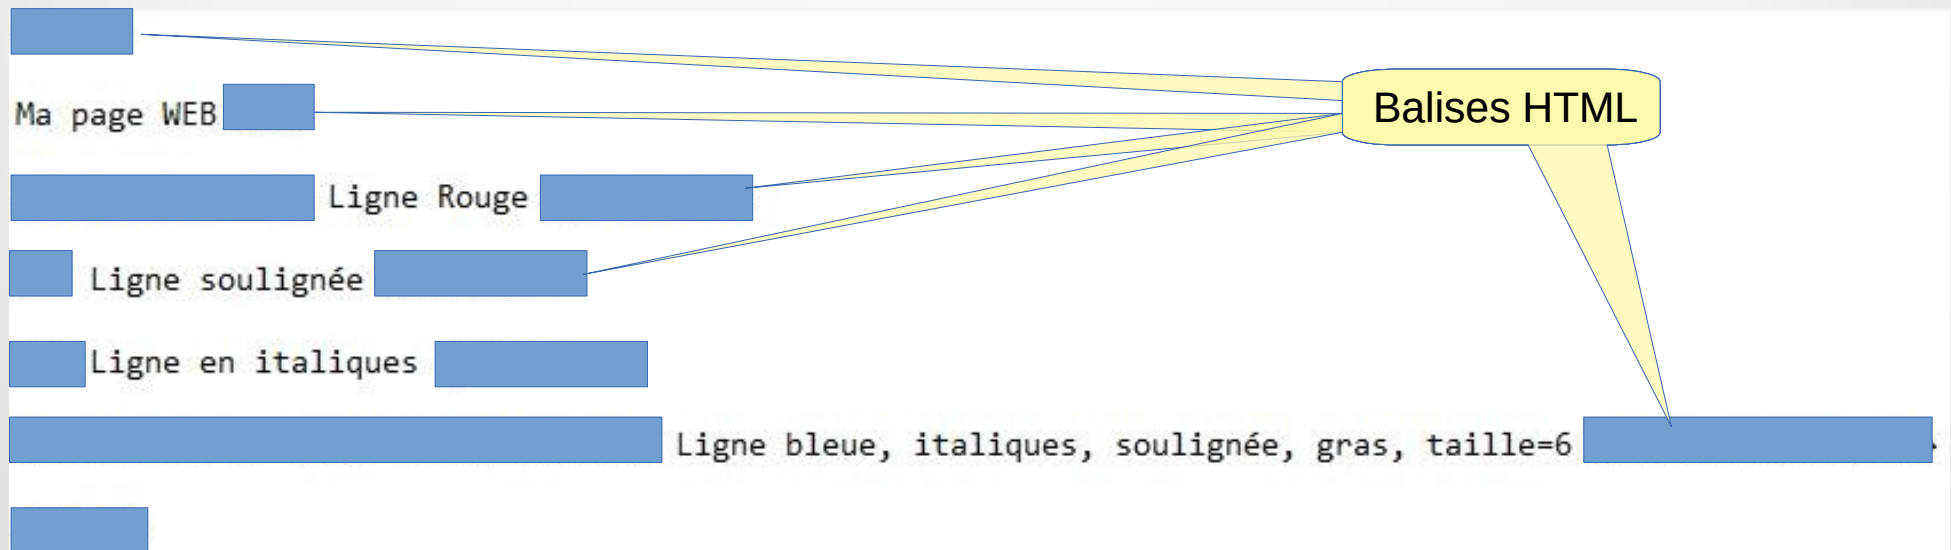 Balises HTML
Ma page WEB
Ligne Rouge
Ligne soulignée
Ligne en italiques
Ligne bleue, italiques, soulignée, gras, taille=6